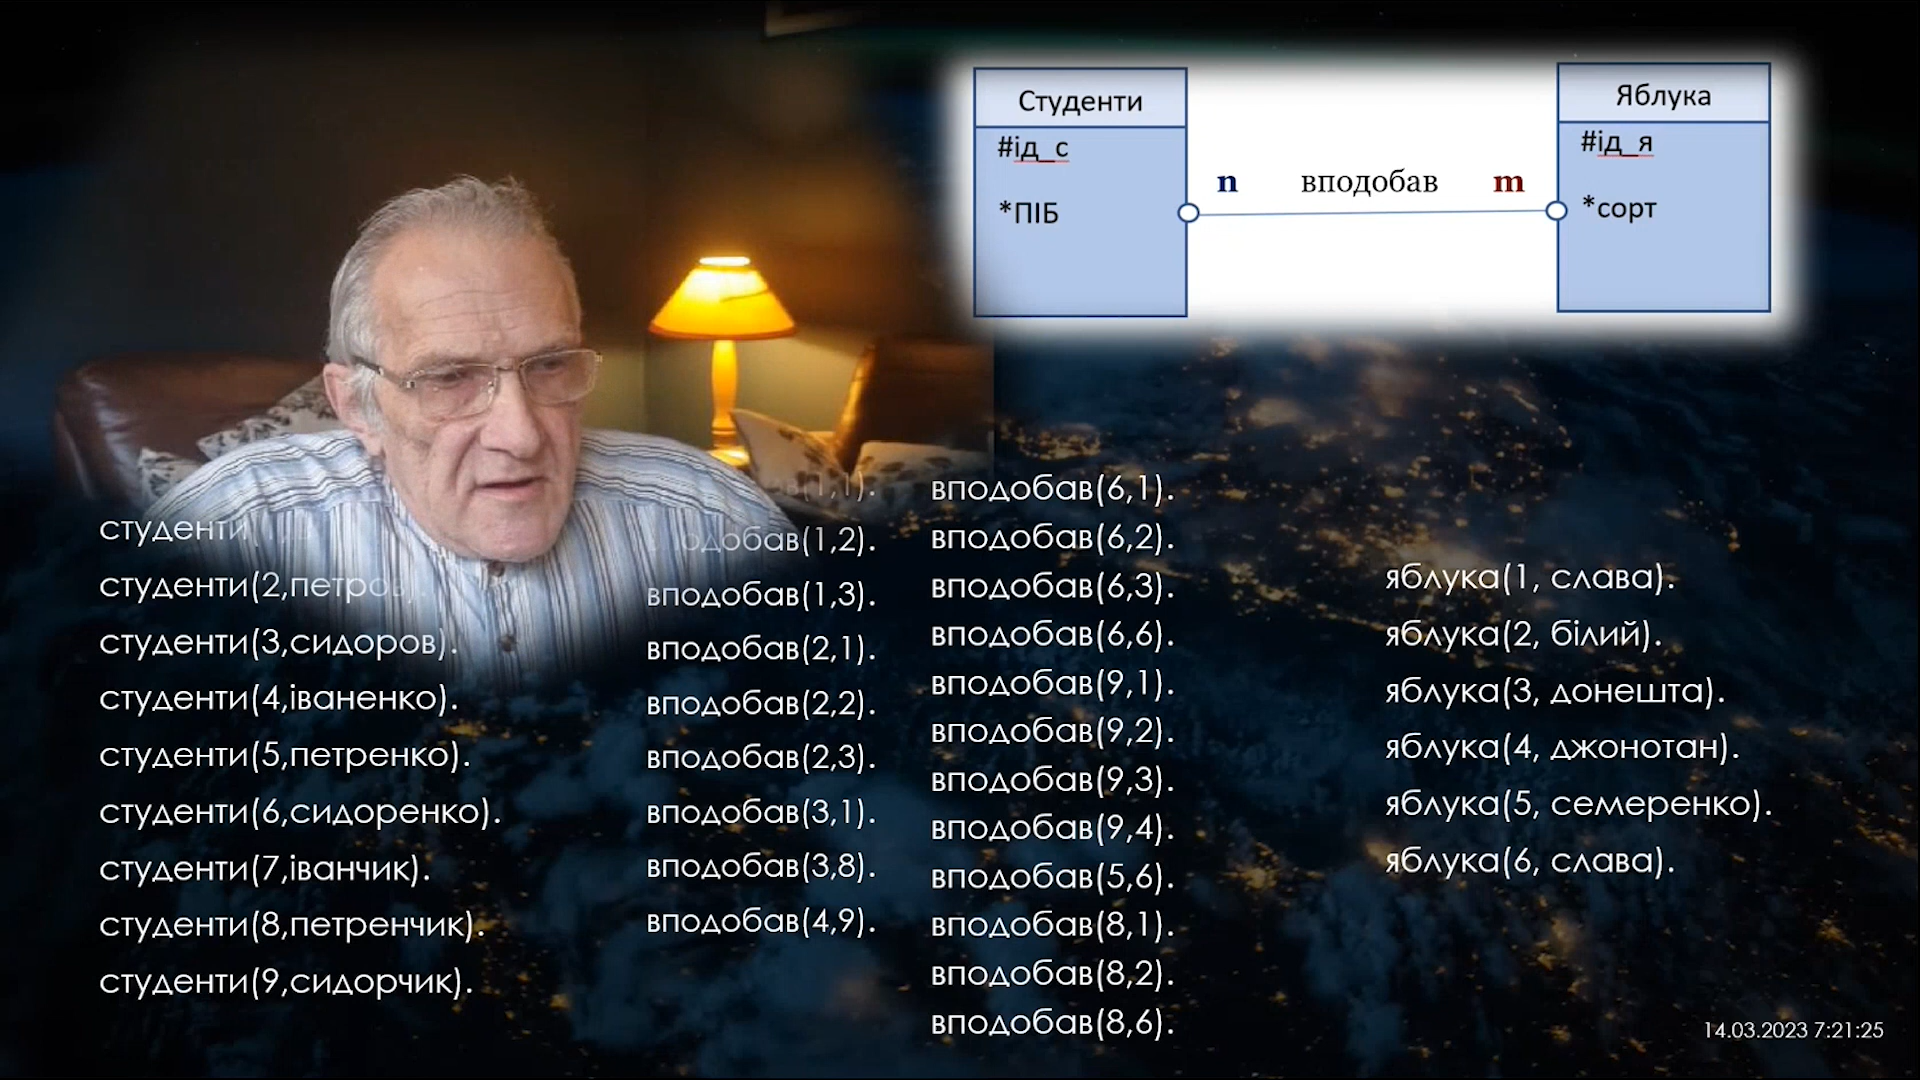 Студенти
#ід_с
*ПІБ
n вподобав m
Яблука
#ід_я
*сорт
студенти
студенти(2,петров).
студенти(3,сидоров).
студенти(4,іваненко).
студенти(5,петренко).
студенти(6,сидоренко).
студенти(7,іванчик).
студенти(8,петренчик).
студенти(9,сидорчик).
(1,1).
вподобав(1,2).
вподобав(1,3).
вподобав(2,1).
вподобав(2,2).
вподобав(2,3).
вподобав(3,1).
вподобав(3,8).
вподобав(4,9).
вподобав(6,1).
вподобав(6,2).
вподобав(6,3).
вподобав(6,6).
вподобав(9,1).
вподобав(9,2).
вподобав(9,3).
вподобав(9,4).
вподобав(5,6).
вподобав(8,1).
вподобав(8,2).
вподобав(8,6).
яблука(1, слава).
яблука(2, білий).
яблука(3, донешта).
яблука(4, джонотан).
яблука(5, семеренко).
яблука(6, слава).
14.03.2023 7:21:25